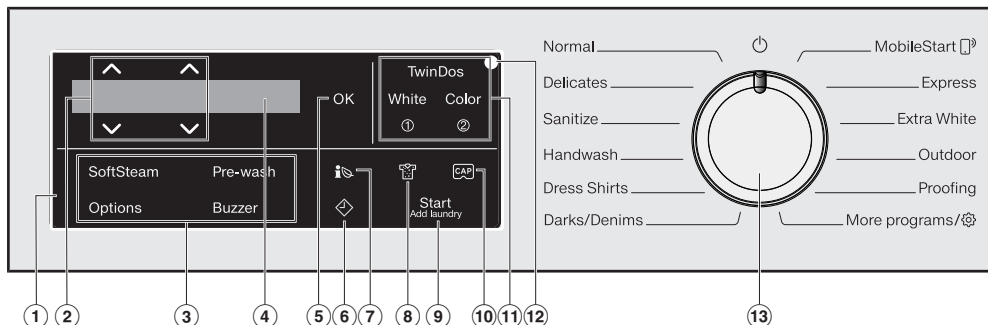 TwinDos
OK White Color
① ②
SoftSteam Pre-wash
Options Buzzer
CAP
Start
Add laundry
Normal
Delicates
Sanitize
Handwash
Dress Shirts
Darks/Denims
MobileStart
Express
Extra White
Outdoor
Proofing
More programs/
① ② ③ ④ ⑤ ⑥ ⑦ ⑧ ⑨ ⑩ ⑪ ⑫ ⑬